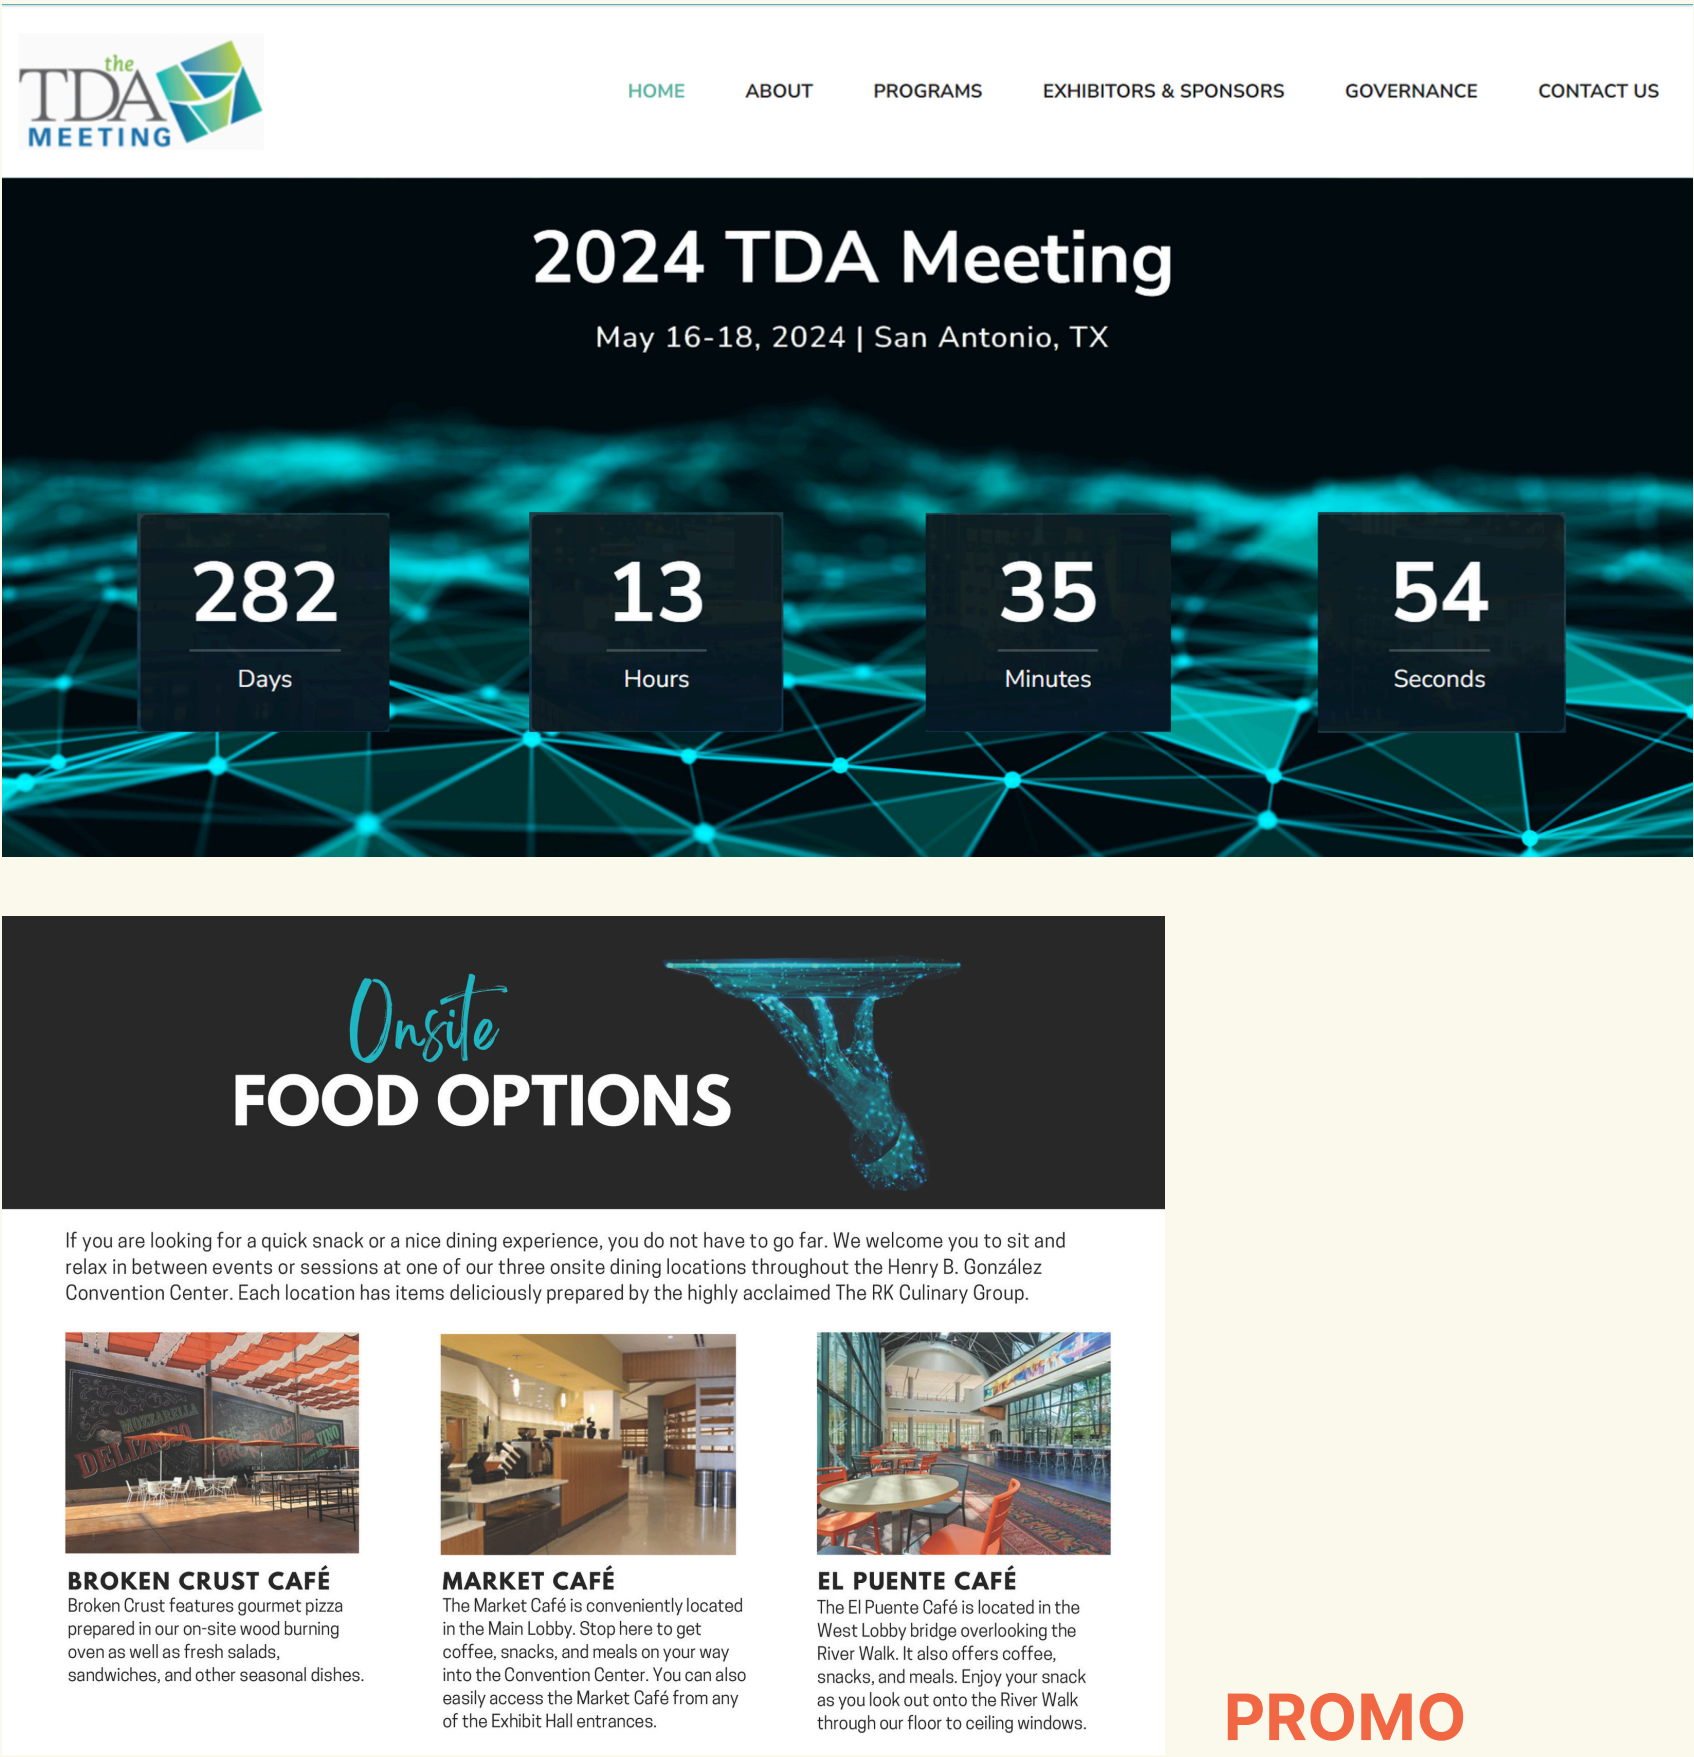 the
TDA
MEETING
HOME ABOUT PROGRAMS EXHIBITORS & SPONSORS GOVERNANCE CONTACT US
2024 TDA Meeting
May 16-18, 2024 | San Antonio, TX
282 13 35 54
Days Hours Minutes Seconds
Onsite
FOOD OPTIONS
If you are looking for a quick snack or a nice dining experience, you do not have to go far. We welcome you to sit and
relax in between events or sessions at one of our three onsite dining locations throughout the Henry B. González
Convention Center. Each location has items deliciously prepared by the highly acclaimed The RK Culinary Group.
MOZZARELLA
VINO
BROKEN CRUST CAFÉ
Broken Crust features gourmet pizza
prepared in our on-site wood burning
oven as well as fresh salads,
sandwiches, and other seasonal dishes.
MARKET CAFÉ
The Market Café is conveniently located
in the Main Lobby. Stop here to get
coffee, snacks, and meals on your way
into the Convention Center. You can also
easily access the Market Café from any
of the Exhibit Hall entrances.
EL PUENTE CAFÉ
The El Puente Café is located in the
West Lobby bridge overlooking the
River Walk. It also offers coffee,
snacks, and meals. Enjoy your snack
as you look out onto the River Walk
through our floor to ceiling windows.
PROMO